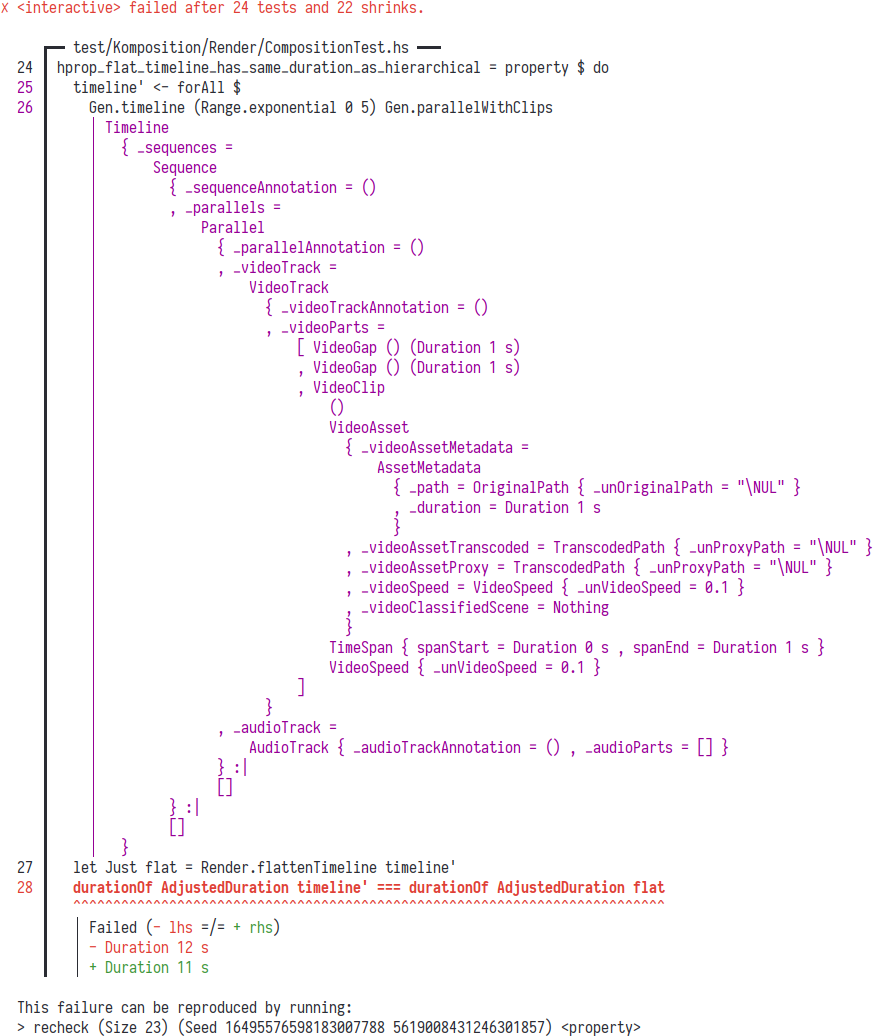 ✗ <interactive> failed after 24 tests and 22 shrinks.
┏━━ test/Komposition/Render/CompositionTest.hs ━━━
24 ┃ hprop_flat_timeline_has_same_duration_as_hierarchical = property $ do
25 ┃   timeline' <- forAll $
26 ┃     Gen.timeline (Range.exponential 0 5) Gen.parallelWithClips
┃     │ Timeline
┃     │   { _sequences =
┃     │       Sequence
┃     │         { _sequenceAnnotation = ()
┃     │         , _parallels =
┃     │             Parallel
┃     │               { _parallelAnnotation = ()
┃     │               , _videoTrack =
┃     │                   VideoTrack
┃     │                     { _videoTrackAnnotation = ()
┃     │                     , _videoParts =
┃     │                         [ VideoGap () (Duration 1 s)
┃     │                         , VideoGap () (Duration 1 s)
┃     │                         , VideoClip
┃     │                             ()
┃     │                             VideoAsset
┃     │                               { _videoAssetMetadata =
┃     │                                   AssetMetadata
┃     │                                     { _path = OriginalPath { _unOriginalPath = "\NUL" }
┃     │                                     , _duration = Duration 1 s
┃     │                                     }
┃     │                               , _videoAssetTranscoded = TranscodedPath { _unProxyPath = "\NUL" }
┃     │                               , _videoAssetProxy = TranscodedPath { _unProxyPath = "\NUL" }
┃     │                               , _videoSpeed = VideoSpeed { _unVideoSpeed = 0.1 }
┃     │                               , _videoClassifiedScene = Nothing
┃     │                               }
┃     │                             TimeSpan { spanStart = Duration 0 s , spanEnd = Duration 1 s }
┃     │                             VideoSpeed { _unVideoSpeed = 0.1 }
┃     │                         ]
┃     │                     }
┃     │               , _audioTrack =
┃     │                   AudioTrack { _audioTrackAnnotation = () , _audioParts = [] }
┃     │               } :|
┃     │               []
┃     │         } :|
┃     │         []
┃     │   }
27 ┃   let Just flat = Render.flattenTimeline timeline'
28 ┃   durationOf AdjustedDuration timeline' === durationOf AdjustedDuration flat
┃   ^^^^^^^^^^^^^^^^^^^^^^^^^^^^^^^^^^^^^^^^^^^^^^^^^^^^^^^^^^^^^^^^^^^^^^^^^^
┃   │ Failed (- lhs =/= + rhs)
┃   │ - Duration 12 s
┃   │ + Duration 11 s
This failure can be reproduced by running:
> recheck (Size 23) (Seed 16495576598183007788 5619008431246301857) <property>